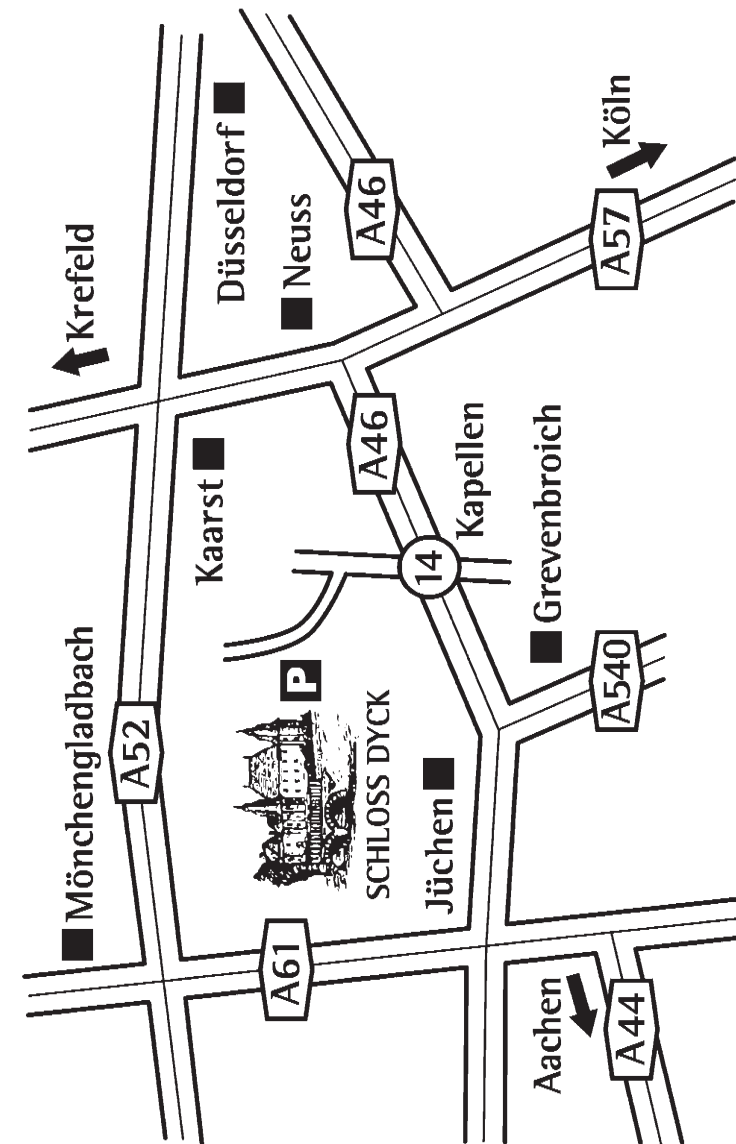 Krefeld
Mönchengladbach
Düsseldorf
A52
Kaarst
Neuss
A61
P
SCHLOSS DYCK
A46
A46
14
Jüchen
Kapellen
Grevenbroich
Köln
A57
A540
Aachen
A44